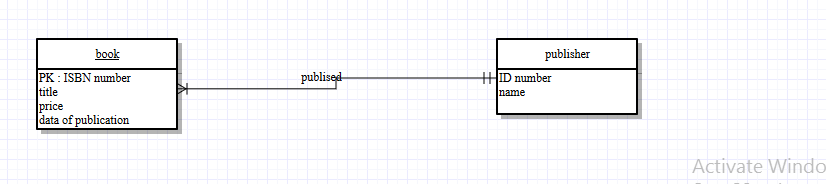 book
PK : ISBN number
title
price
data of publication
publised
publisher
ID number
name
Activate Windo